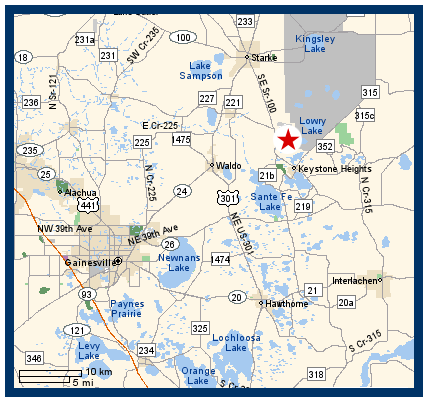 233
Kingsley
Lake
231a
SW Cr-235
100
18
Starke
Lake
Sampson
N Sr-121
SE Sr-100
315
236
227
221
Lowry
Lake
315c
E Cr-225
235
225
1475
352
Waldo
25
N Cr-225
21b
Keystone Heights
Alachua
24
N Cr-315
441
301
Sante Fe
Lake
219
NW 39th Ave
NE 39th Ave
26
NE US-301
Gainesville
Newnans
Lake
1474
Interlachen
93
20
21
20a
Paynes
Prairie
Hawthorne
121
325
Levy
Lake
234
Lochloosa
Lake
S Cr-315
346
10 km
5 mi
Orange
Lake
318